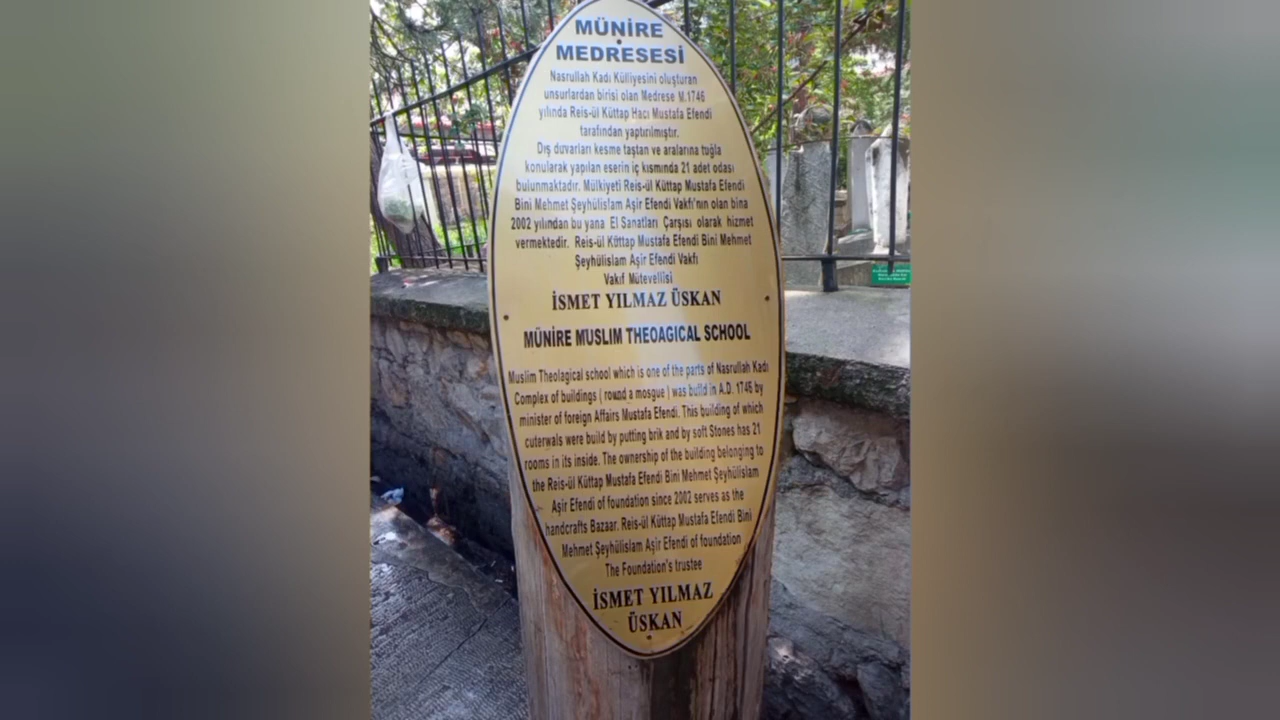 MÜNİRE
MEDRESESİ
Nasrullah Kadı Külliyesini oluşturan
unsurlardan birisi olan Medrese M.1746
yılında Reis-ül Küttap Hacı Mustafa Efendi
tarafından yaptırılmıştır.
Dış duvarları kesme taştan ve aralarına tuğla
konularak yapılan eserin iç kısmında 21 adet odası
bulunmaktadır. Mülkiyeti Reis-ül Küttap Mustafa Efendi
Bini Mehmet Şeyhülislam Aşir Efendi Vakfı'nın olan bina
2002 yılından bu yana El Sanatları Çarşısı olarak hizmet
vermektedir. Reis-ül Küttap Mustafa Efendi Bini Mehmet
Şeyhülislam Aşir Efendi Vakfı
Vakıf Mütevellisi
İSMET YILMAZ ÜSKAN
MÜNİRE MUSLIM THEOAGICAL SCHOOL
Muslim Theolagical school which is one of the parts of Nasrullah Kadı
Complex of buildings ( round a mosgue ) was build in A.D. 1746 by
minister of foreign Affairs Mustafa Efendi. This building of which
cuterwals were build by putting brik and by soft Stones has 21
rooms in its inside. The ownership of the building belonging to
the Reis-ül Küttap Mustafa Efendi Bini Mehmet Şeyhülislam
Aşir Efendi of foundation since 2002 serves as the
handcrafts Bazaar. Reis-ül Küttap Mustafa Efendi Bini
Mehmet Şeyhülislam Aşir Efendi of foundation
The Foundation's trustee
İSMET YILMAZ
ÜSKAN